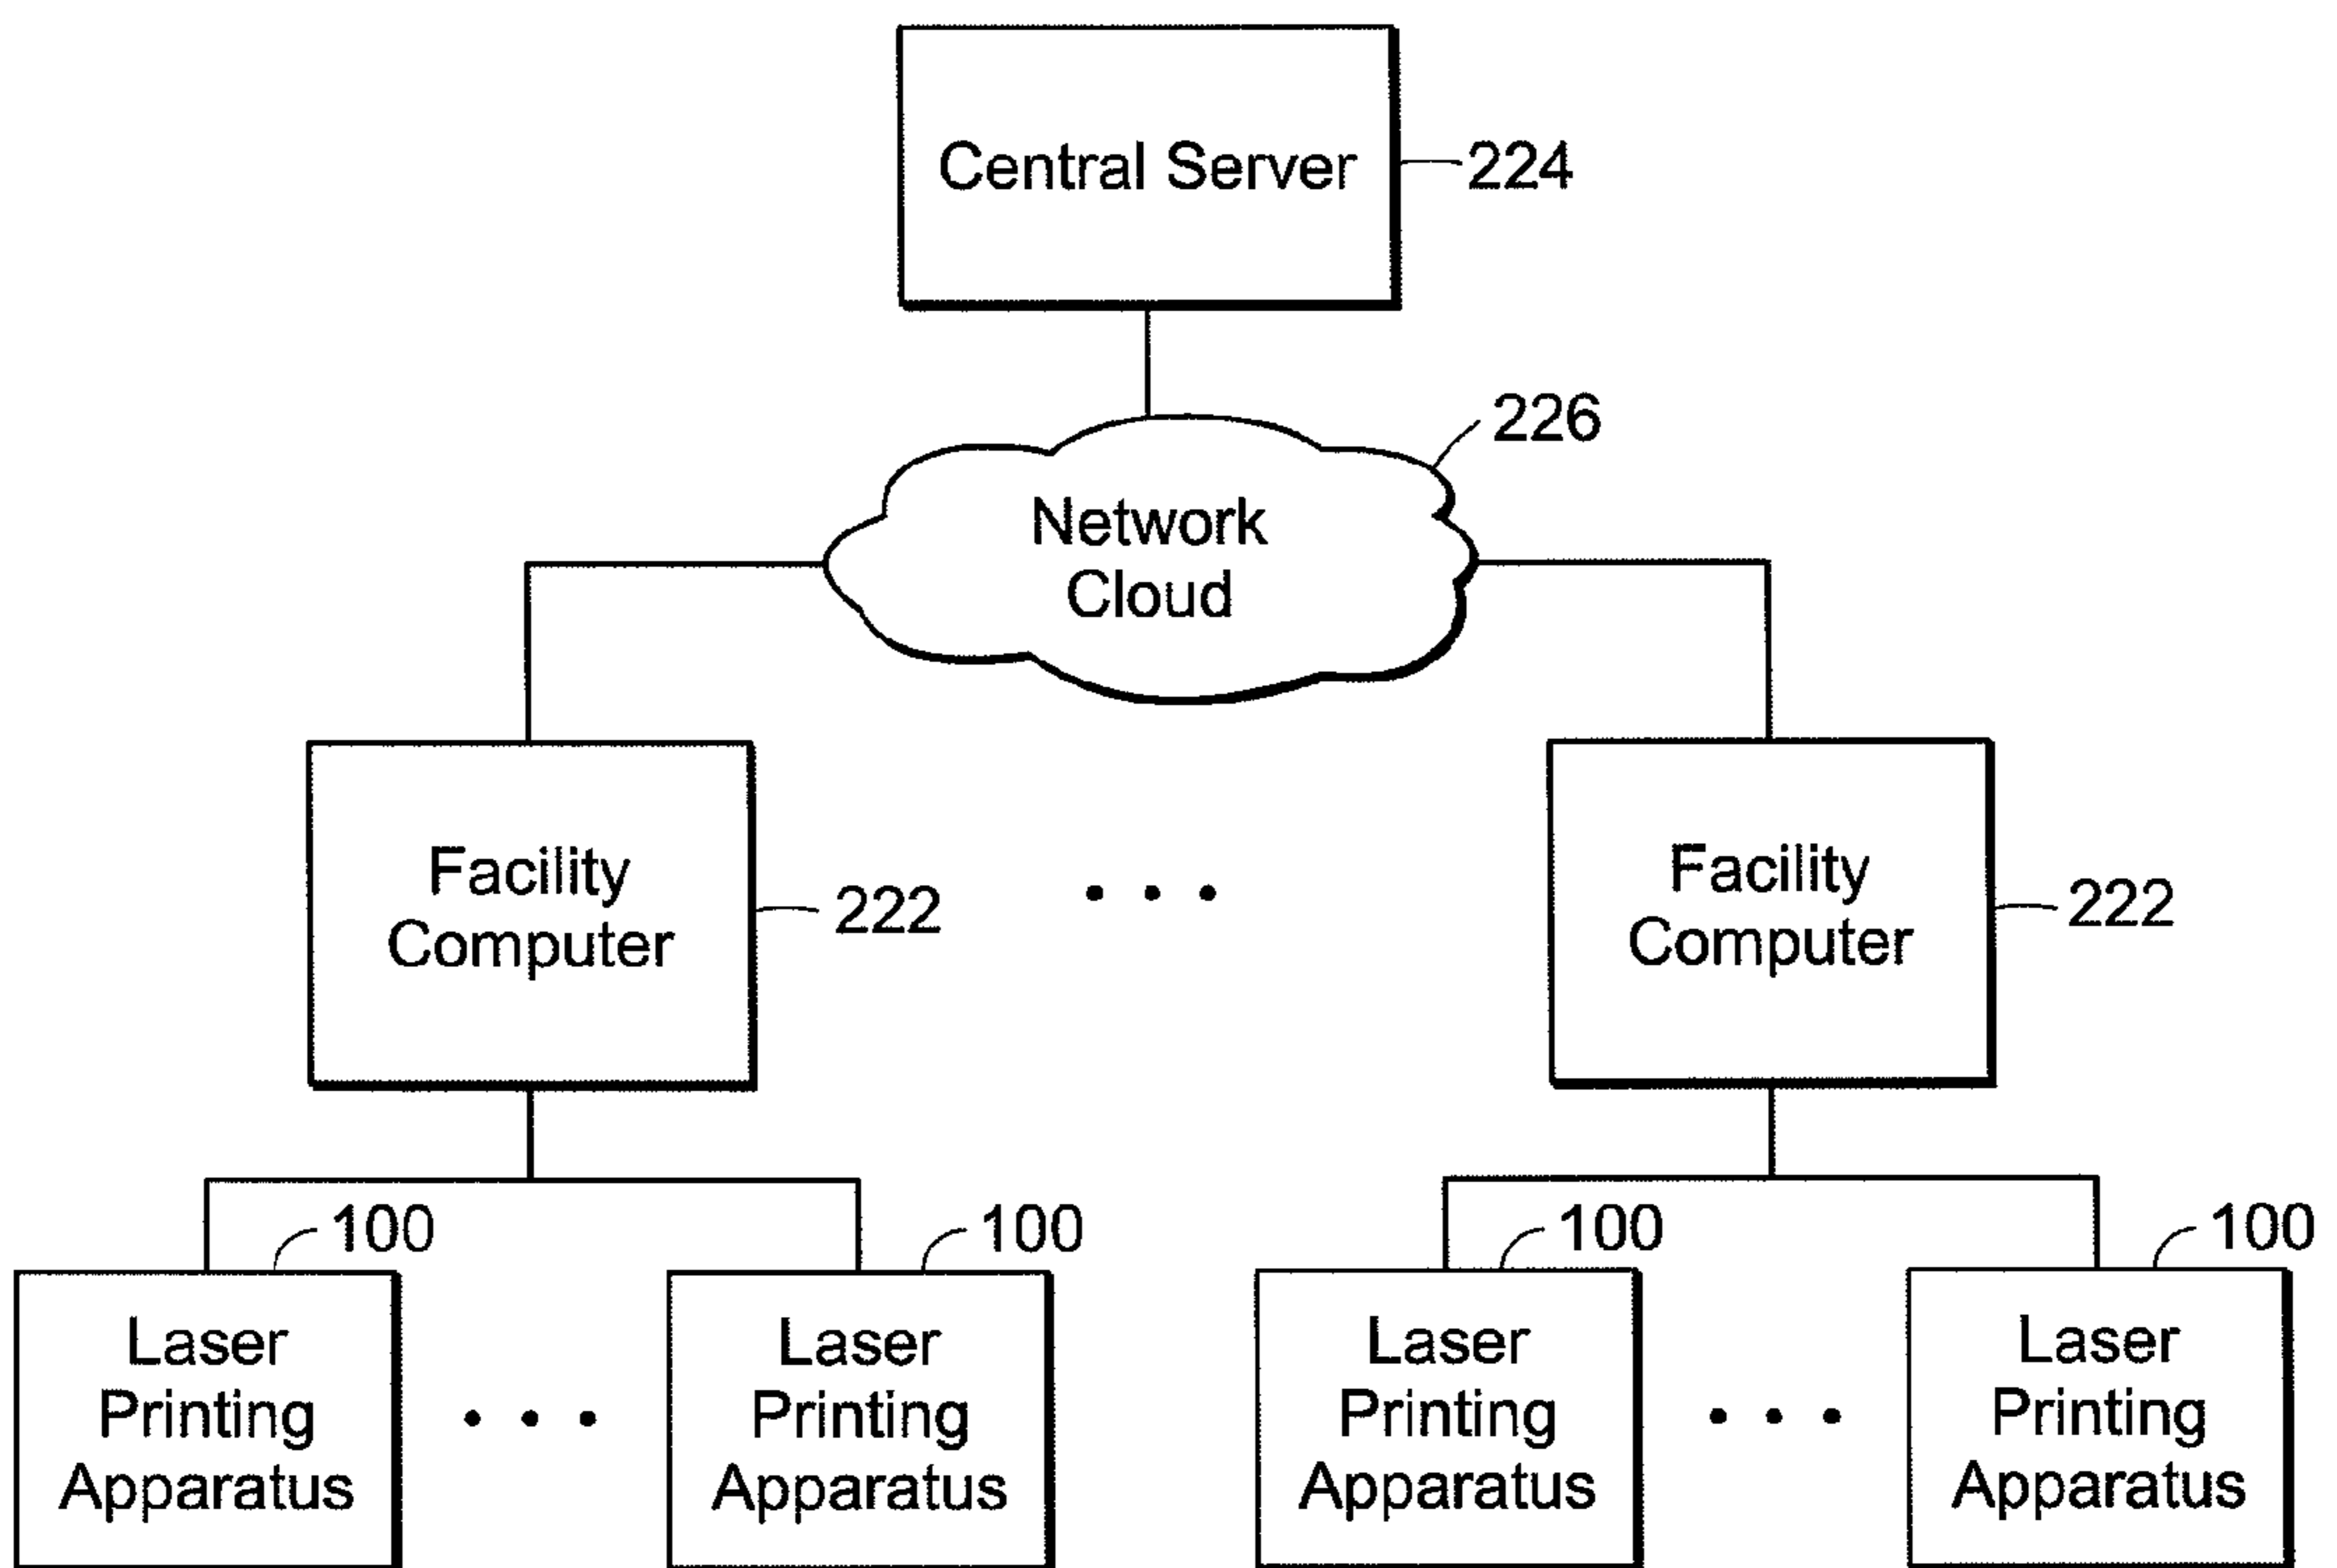 Central Server
224
226
Network
Cloud
Facility
Computer
222
Facility
Computer
222
100
100
100
100
Laser
Printing
Apparatus
Laser
Printing
Apparatus
Laser
Printing
Apparatus
Laser
Printing
Apparatus